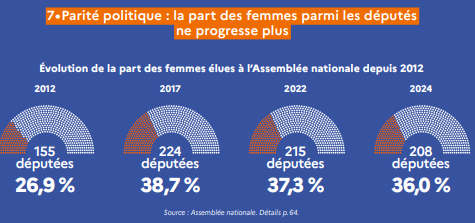 7•Parité politique : la part des femmes parmi les députés
ne progresse plus
Évolution de la part des femmes élues à l'Assemblée nationale depuis 2012
2012
2017
2022
2024
155
députées
26,9 %
224
députées
38,7 %
215
députées
37,3 %
208
députées
36,0 %
Source : Assemblée nationale. Détails p. 64.